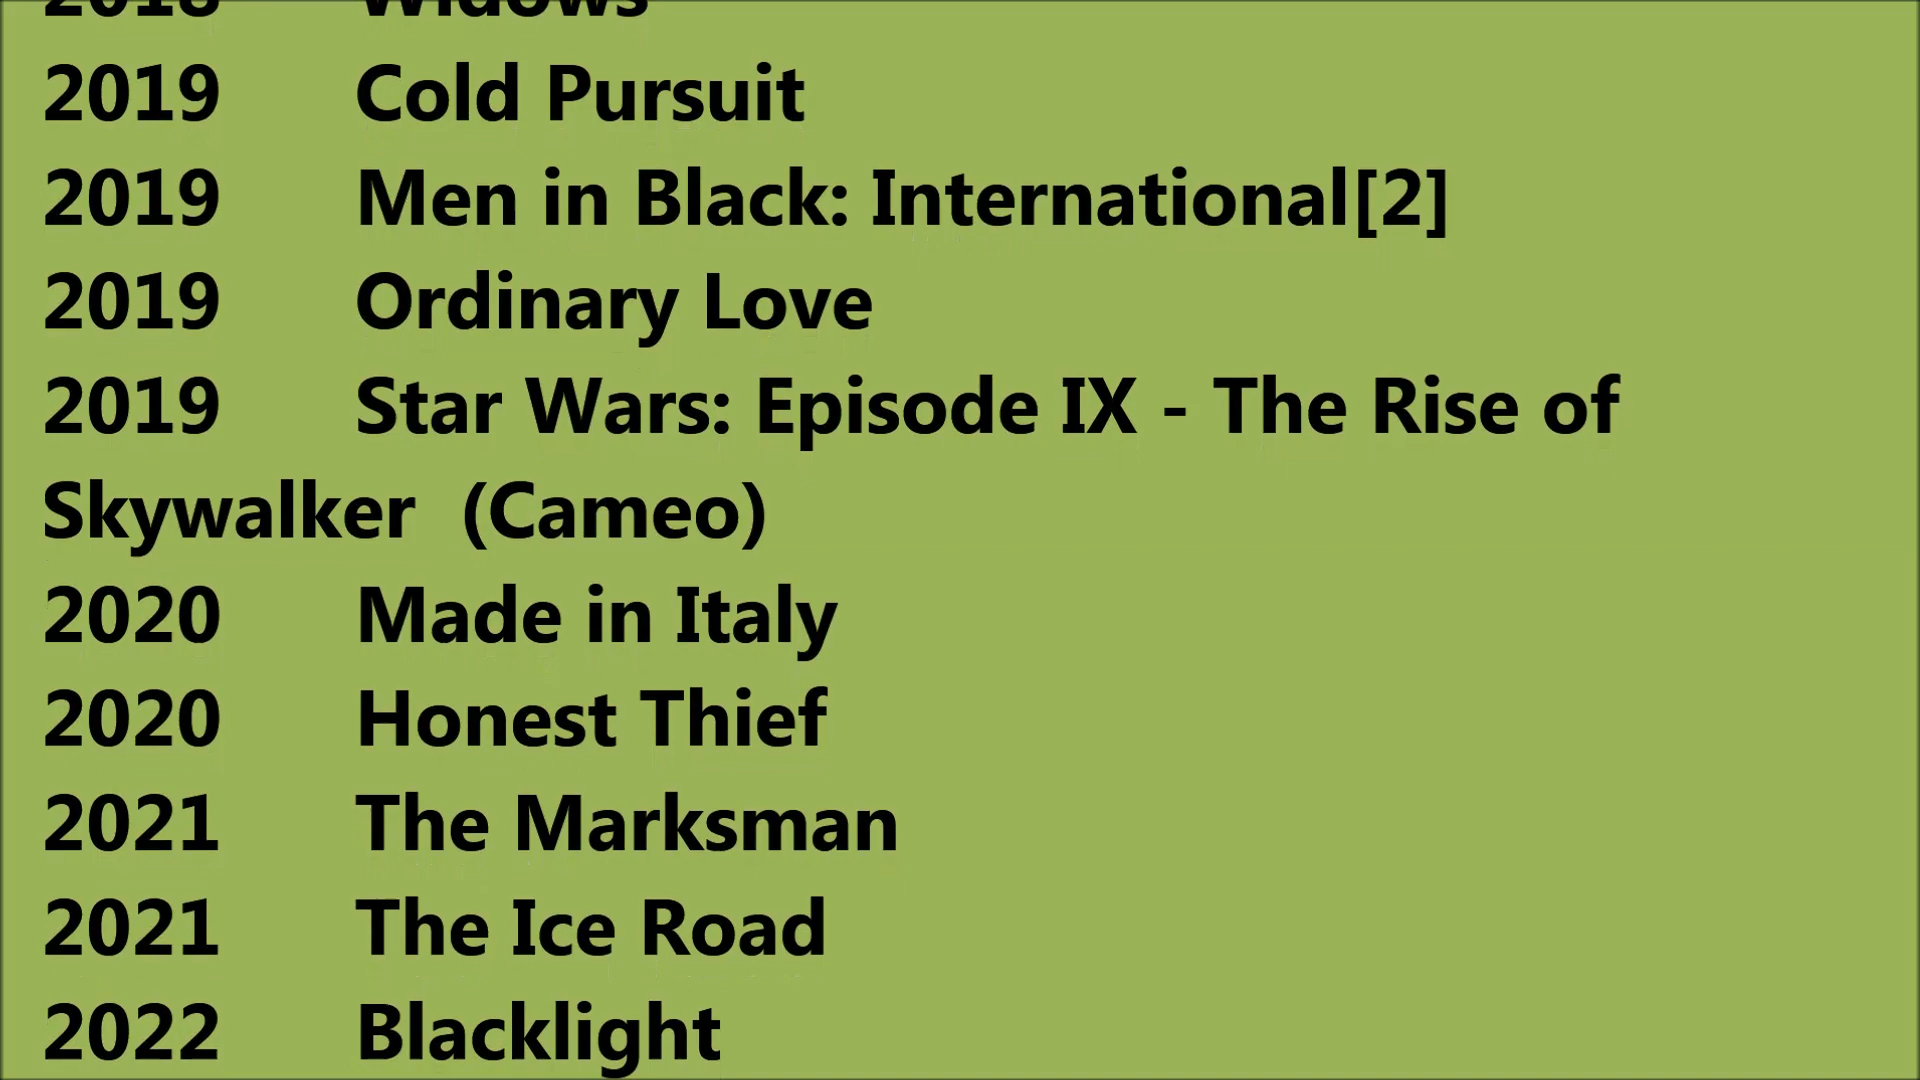 2018 Widows
2019 Cold Pursuit
2019 Men in Black: International[2]
2019 Ordinary Love
2019 Star Wars: Episode IX - The Rise of
Skywalker (Cameo)
2020 Made in Italy
2020 Honest Thief
2021 The Marksman
2021 The Ice Road
2022 Blacklight